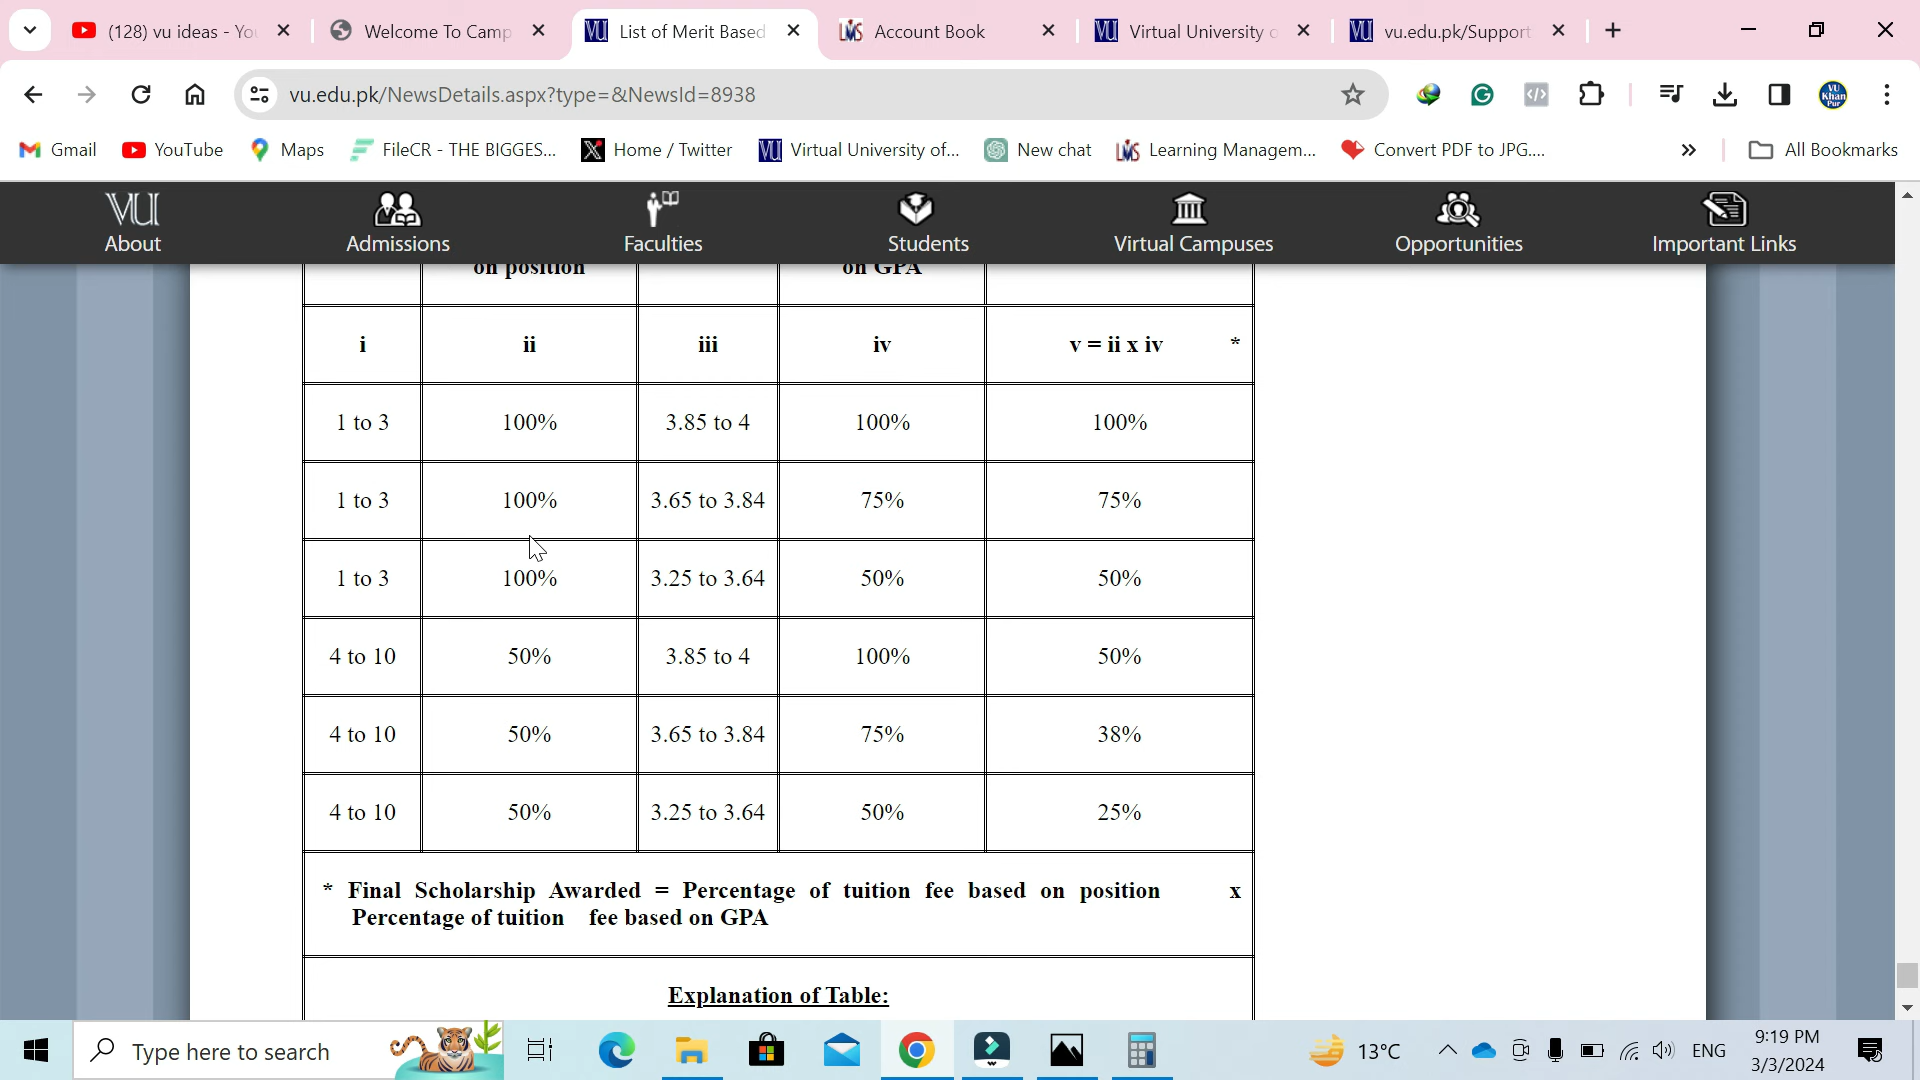 (128) vu ideas - Yo
Welcome To Camp
List of Merit Based
Account Book
Virtual University o
vu.edu.pk/Support
vu.edu.pk/NewsDetails.aspx?type=&NewsId=8938
VU Khan Pur
Gmail
YouTube
Maps
FileCR - THE BIGGES...
Home / Twitter
Virtual University of...
New chat
Learning Managem...
Convert PDF to JPG....
All Bookmarks
VU
About
Admissions
Faculties
Students
Virtual Campuses
Opportunities
Important Links
on position on GPA
i ii iii iv v = ii x iv *
1 to 3 100% 3.85 to 4 100% 100%
1 to 3 100% 3.65 to 3.84 75% 75%
1 to 3 100% 3.25 to 3.64 50% 50%
4 to 10 50% 3.85 to 4 100% 50%
4 to 10 50% 3.65 to 3.84 75% 38%
4 to 10 50% 3.25 to 3.64 50% 25%
* Final Scholarship Awarded = Percentage of tuition fee based on position x
Percentage of tuition fee based on GPA
Explanation of Table:
Type here to search
13°C
ENG
9:19 PM
3/3/2024